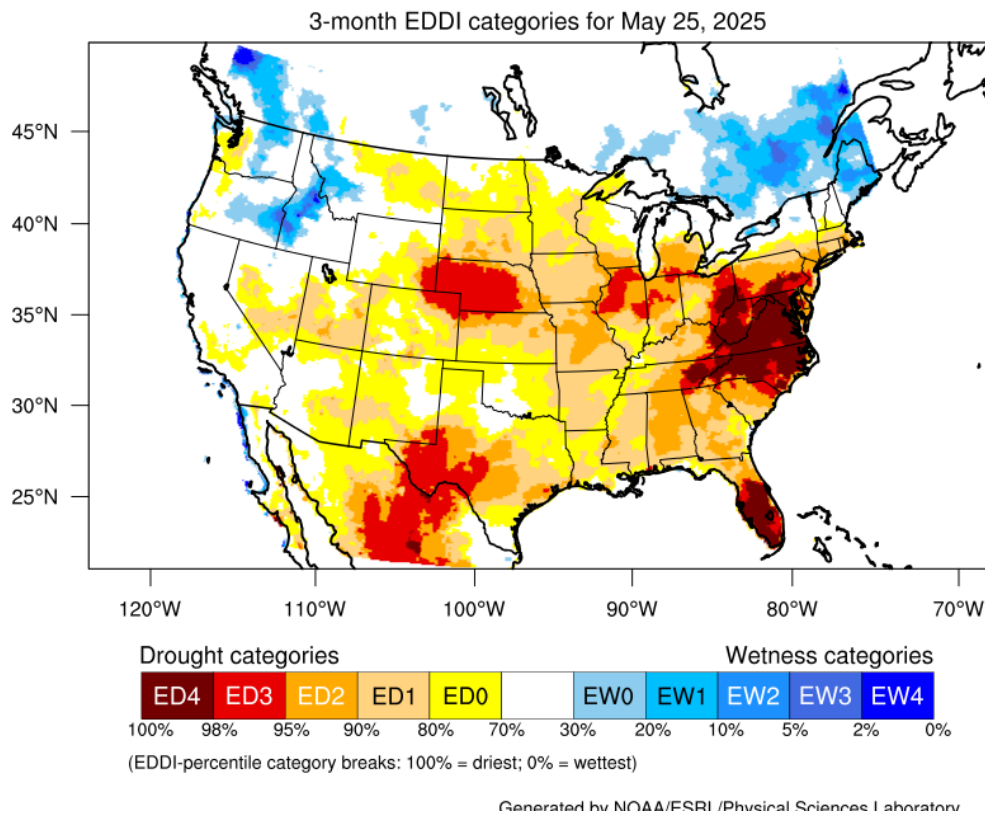 3-month EDDI categories for May 25, 2025
45°N
40°N
35°N
30°N
25°N
120°W 110°W 100°W 90°W 80°W 70°W
Drought categories Wetness categories
ED4 ED3 ED2 ED1 ED0 EW0 EW1 EW2 EW3 EW4
100% 98% 95% 90% 80% 70% 30% 20% 10% 5% 2% 0%
(EDDI-percentile category breaks: 100% = driest; 0% = wettest)
Generated by NOAA/ESRL/Physical Sciences Laboratory